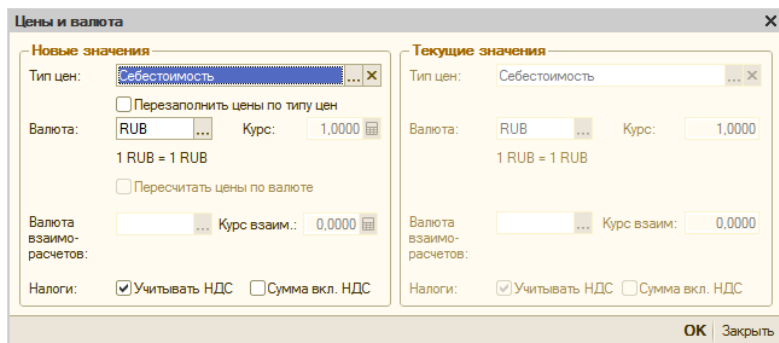 Цены и валюта
Новые значения
Тип цен: Себестоимость ...
Перезаполнить цены по типу цен
Валюта: RUB ... Курс: 1,0000
1 RUB = 1 RUB
Пересчитать цены по валюте
Валюта взаимо-расчетов: ... Курс взаим.: 0,0000
Налоги: Учитывать НДС Сумма вкл. НДС
Текущие значения
Тип цен: Себестоимость ...
Валюта: RUB ... Курс: 1,0000
1 RUB = 1 RUB
Валюта взаимо-расчетов: ... Курс взаим: 0,0000
Налоги: Учитывать НДС Сумма вкл. НДС
OK Закрыть